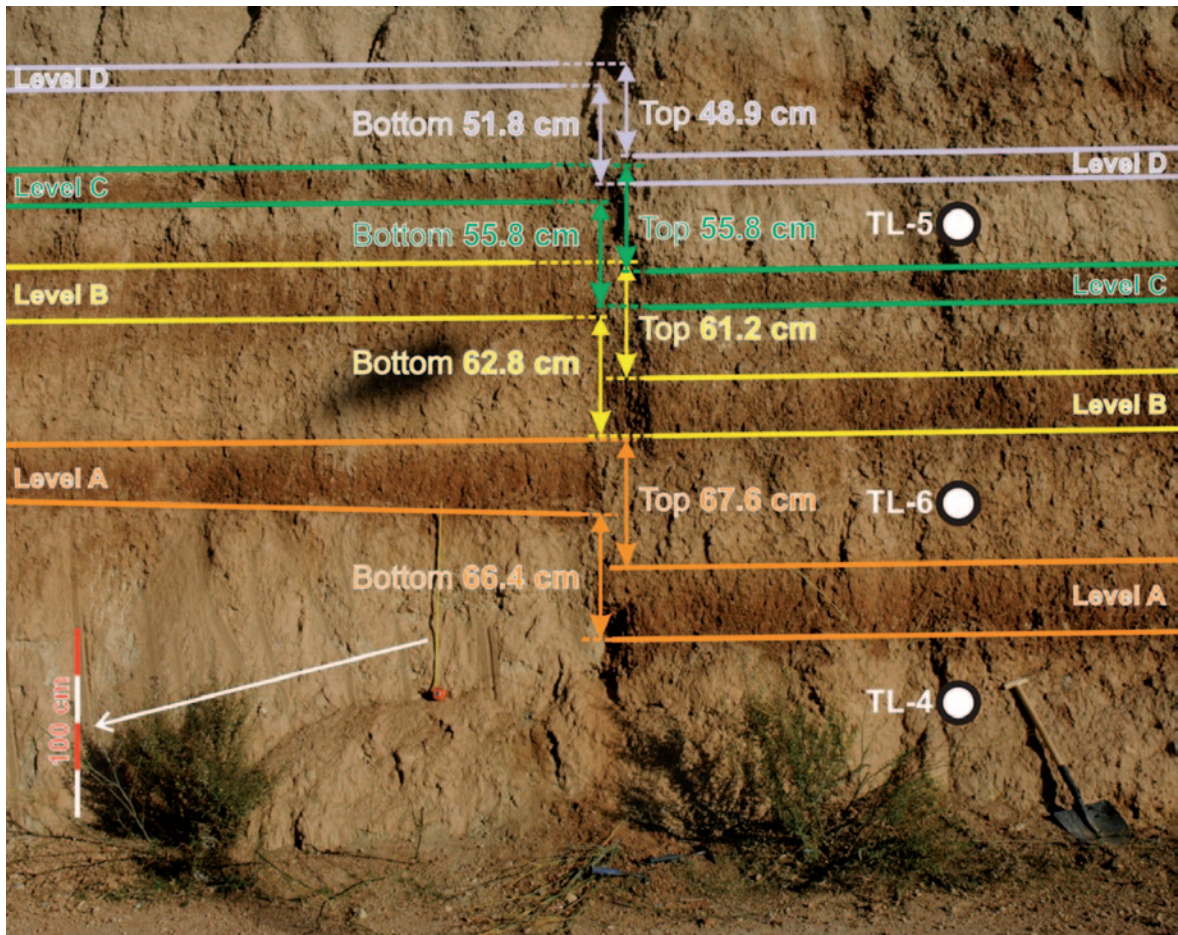 Level D
Bottom 51.8 cm
Top 48.9 cm
Level D
Level C
Bottom 55.8 cm
Top 55.8 cm
TL-5
Level B
Level C
Bottom 62.8 cm
Top 61.2 cm
Level B
Level A
Top 67.6 cm
TL-6
Bottom 66.4 cm
Level A
100 cm
TL-4